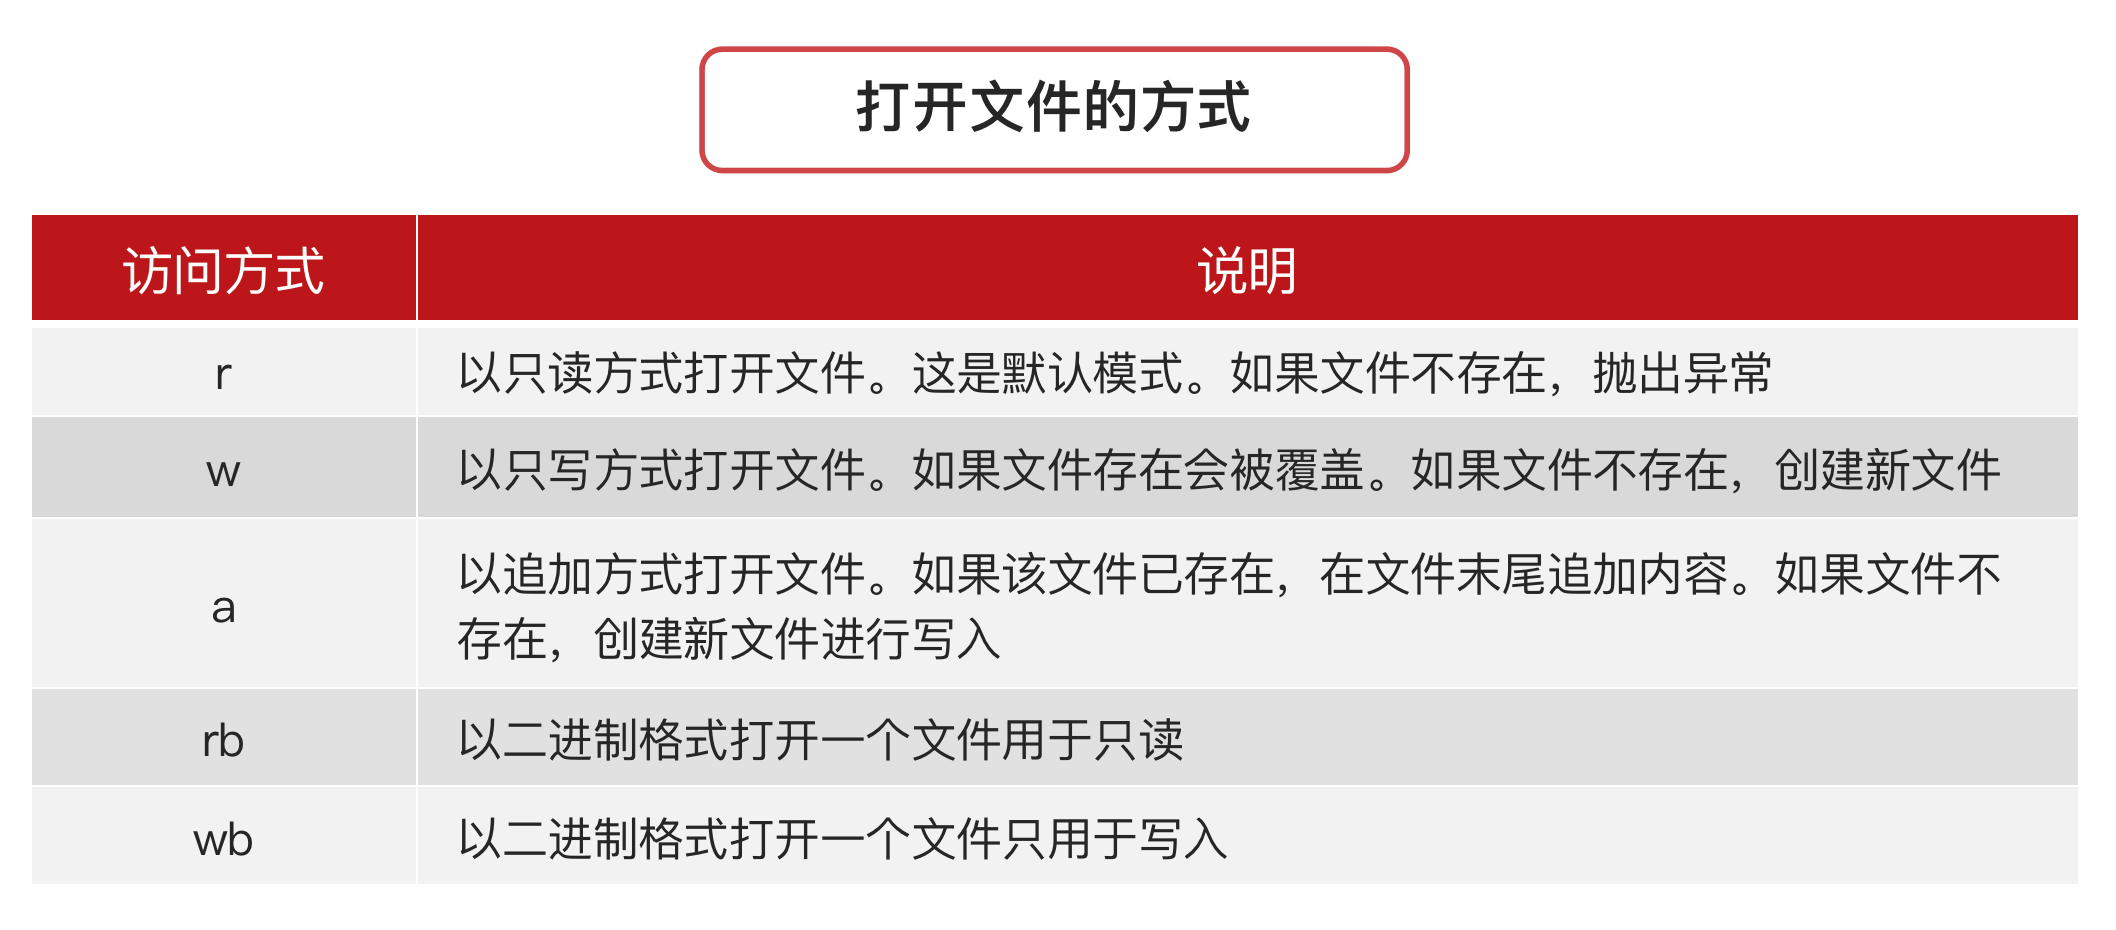 打开文件的方式
访问方式 说明
r 以只读方式打开文件。这是默认模式。如果文件不存在，抛出异常
w 以只写方式打开文件。如果文件存在会被覆盖。如果文件不存在，创建新文件
a 以追加方式打开文件。如果该文件已存在，在文件末尾追加内容。如果文件不
存在，创建新文件进行写入
rb 以二进制格式打开一个文件用于只读
wb 以二进制格式打开一个文件只用于写入